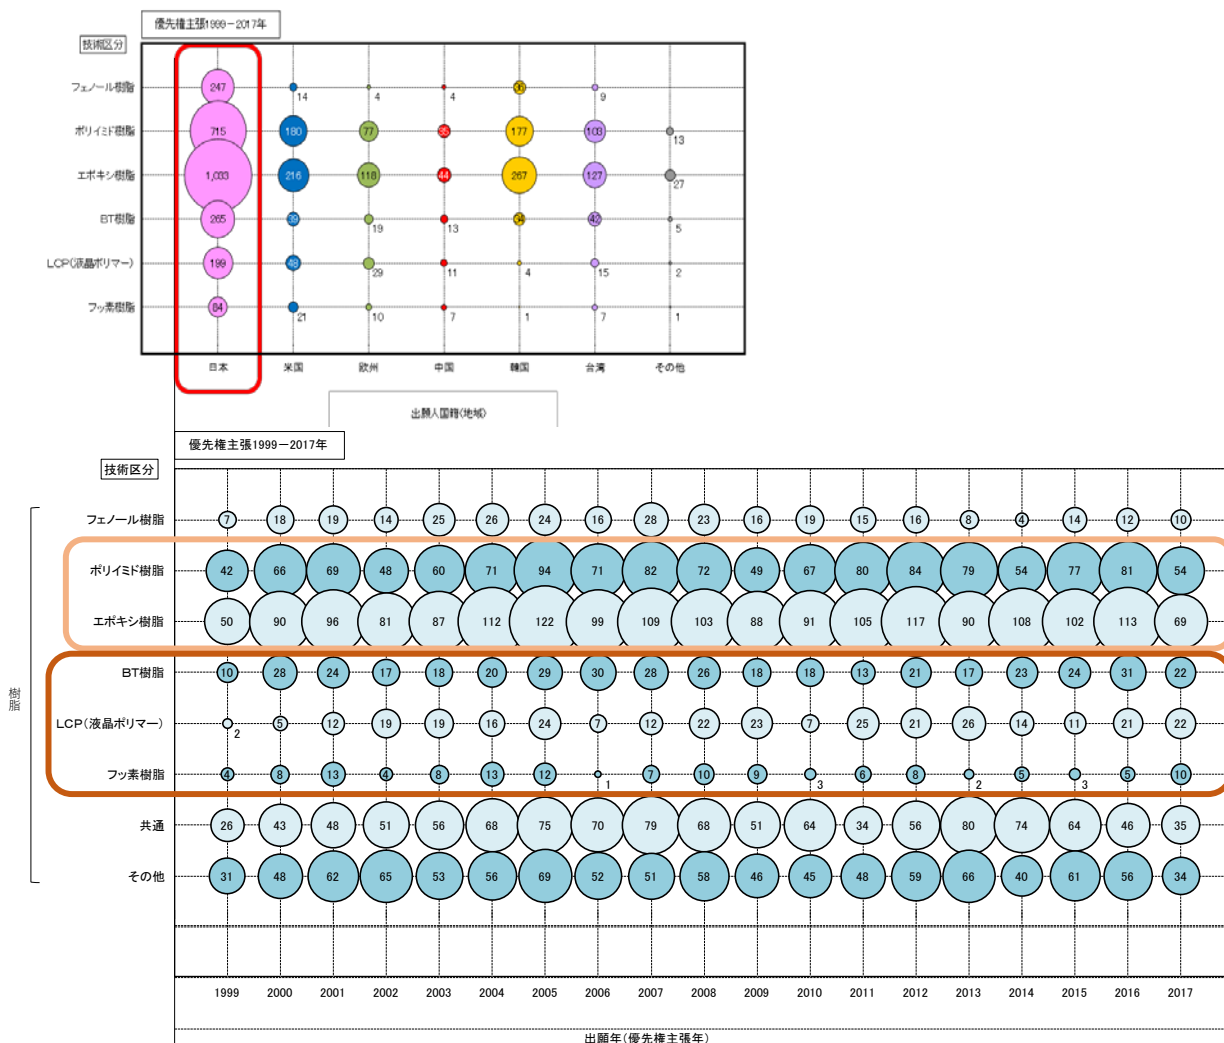 優先権主張1999-2017年
技術区分
フェノール樹脂 247 14 4 4 36 9
ポリイミド樹脂 715 180 77 35 177 103 13
エポキシ樹脂 1,033 216 118 44 267 127 27
BT樹脂 265 39 19 13 34 42 5
LCP(液晶ポリマー) 199 48 29 11 4 15 2
フッ素樹脂 84 21 10 7 1 7 1
日本 米国 欧州 中国 韓国 台湾 その他
出願人国籍(地域)
優先権主張1999-2017年
技術区分
樹脂
フェノール樹脂 7 18 19 14 25 26 24 16 28 23 16 19 15 16 8 4 14 12 10
ポリイミド樹脂 42 66 69 48 60 71 94 71 82 72 49 67 80 84 79 54 77 81 54
エポキシ樹脂 50 90 96 81 87 112 122 99 109 103 88 91 105 117 90 108 102 113 69
BT樹脂 10 28 24 17 18 20 29 30 28 26 18 18 13 21 17 23 24 31 22
LCP(液晶ポリマー) 2 5 12 19 19 16 24 7 12 22 23 7 25 21 26 14 11 21 22
フッ素樹脂 4 8 13 4 8 13 12 1 7 10 9 3 6 8 2 5 3 5 10
共通 26 43 48 51 56 68 75 70 79 68 51 64 34 56 80 74 64 46 35
その他 31 48 62 65 53 56 69 52 51 58 46 45 48 59 66 40 61 56 34
1999 2000 2001 2002 2003 2004 2005 2006 2007 2008 2009 2010 2011 2012 2013 2014 2015 2016 2017
出願年(優先権主張年)